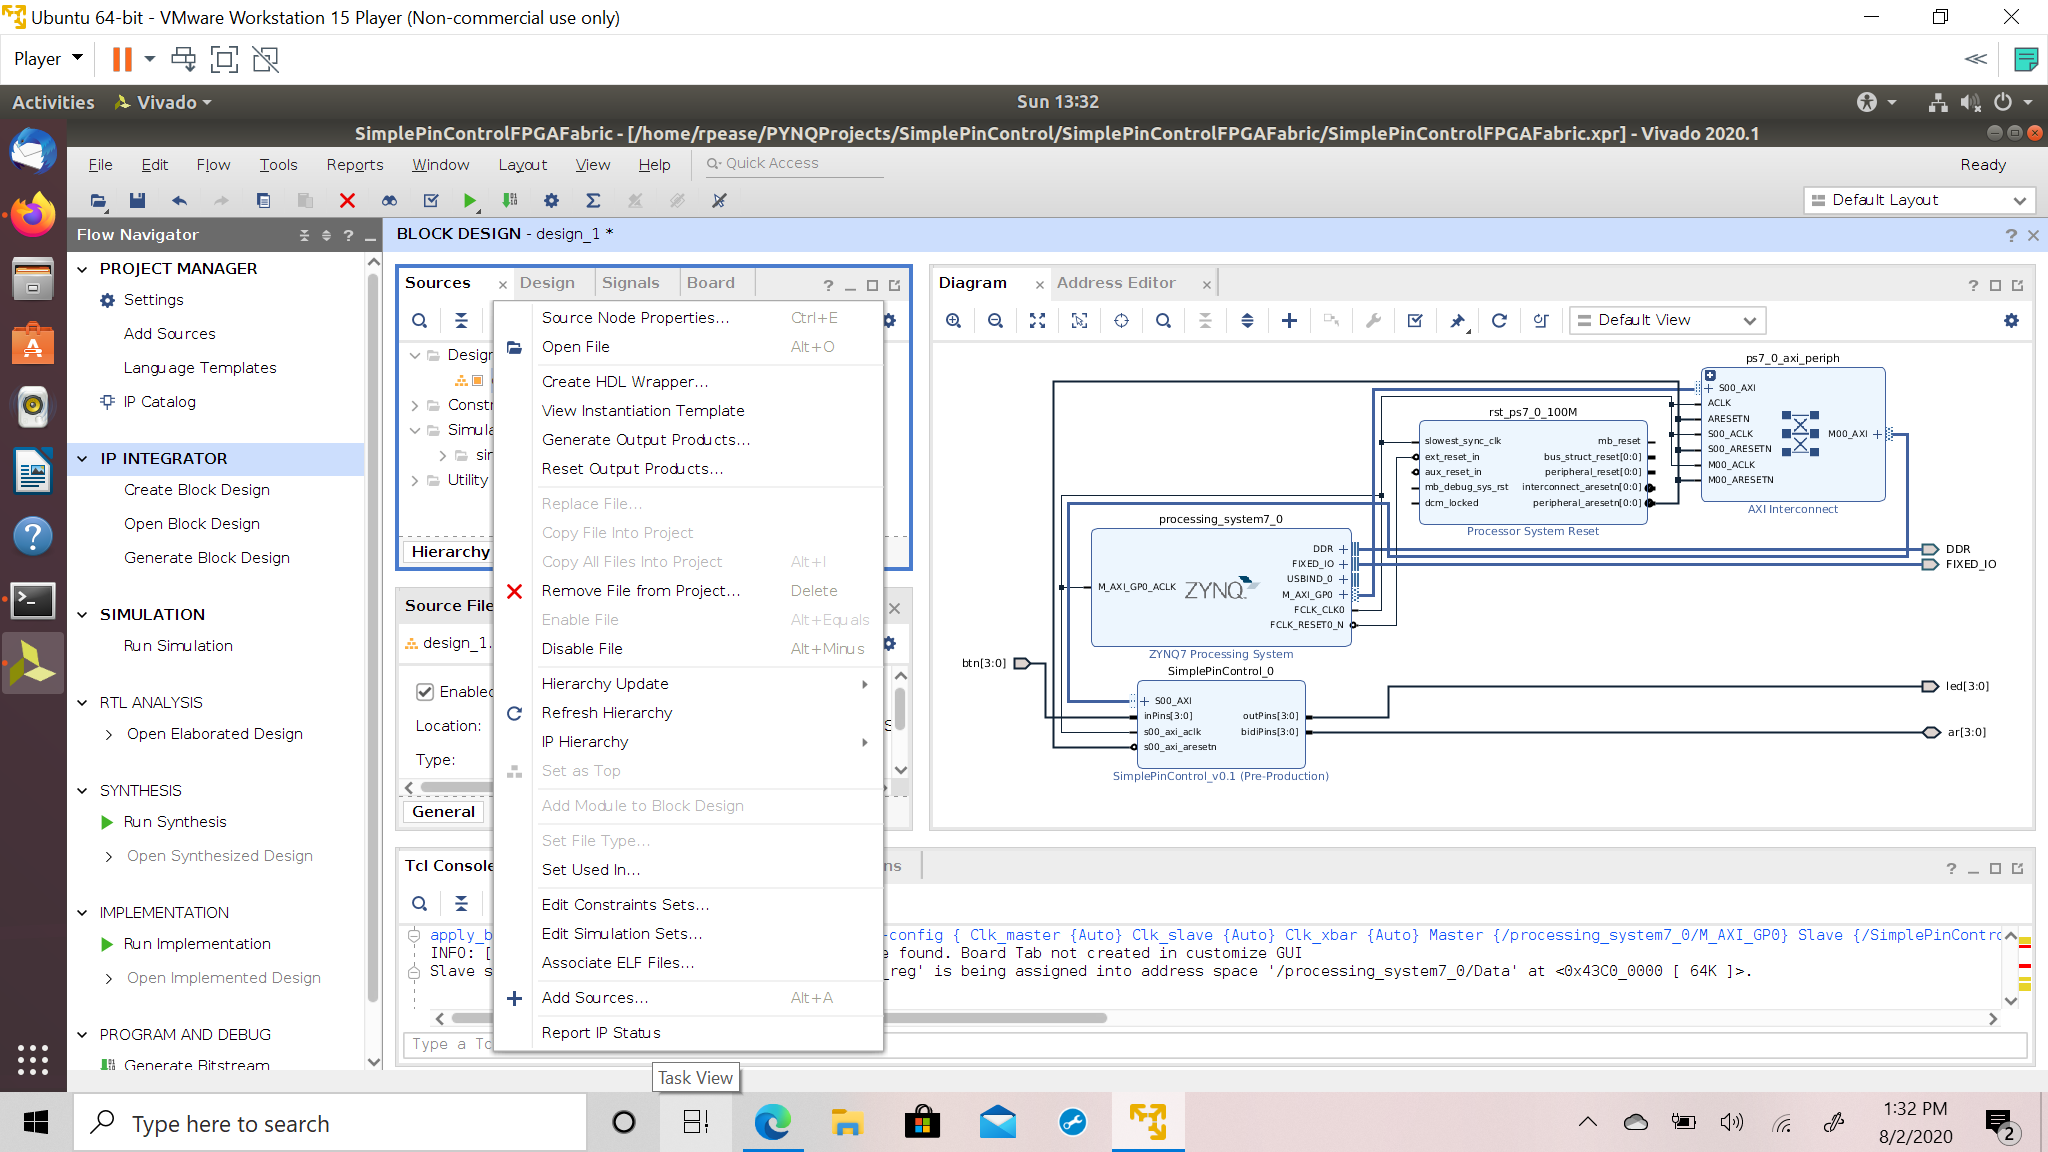 Ubuntu 64-bit - VMware Workstation 15 Player (Non-commercial use only)
Player
Activities
Vivado
Sun 13:32
SimplePinControlFPGAFabric - [/home/rpease/PYNQProjects/SimplePinControl/SimplePinControlFPGAFabric/SimplePinControlFPGAFabric.xpr] - Vivado 2020.1
File Edit Flow Tools Reports Window Layout View Help
Quick Access
Ready
Default Layout
Flow Navigator
PROJECT MANAGER
Settings
Add Sources
Language Templates
IP Catalog
IP INTEGRATOR
Create Block Design
Open Block Design
Generate Block Design
SIMULATION
Run Simulation
RTL ANALYSIS
Open Elaborated Design
SYNTHESIS
Run Synthesis
Open Synthesized Design
IMPLEMENTATION
Run Implementation
Open Implemented Design
PROGRAM AND DEBUG
Generate Bitstream
BLOCK DESIGN - design_1 *
Sources Design Signals Board
Desigr
Constr
Simula
sir
Utility
Hierarchy
Source File
design_1.
Enabled
Location:
Type:
General
Source Node Properties... Ctrl+E
Open File Alt+O
Create HDL Wrapper...
View Instantiation Template
Generate Output Products...
Reset Output Products...
Replace File...
Copy File Into Project
Copy All Files Into Project Alt+I
Remove File from Project... Delete
Enable File Alt+Equals
Disable File Alt+Minus
Hierarchy Update
Refresh Hierarchy
IP Hierarchy
Set as Top
Add Module to Block Design
Set File Type...
Set Used In...
Edit Constraints Sets...
Edit Simulation Sets...
Associate ELF Files...
Add Sources... Alt+A
Report IP Status
Diagram Address Editor
Default View
ps7_0_axi_periph
S00_AXI
ACLK
ARESETN
S00_ACLK
S00_ARESETN
M00_ACLK
M00_ARESETN
M00_AXI
AXI Interconnect
rst_ps7_0_100M
slowest_sync_clk
ext_reset_in
aux_reset_in
mb_debug_sys_rst
dcm_locked
mb_reset
bus_struct_reset[0:0]
peripheral_reset[0:0]
interconnect_aresetn[0:0]
peripheral_aresetn[0:0]
Processor System Reset
processing_system7_0
M_AXI_GP0_ACLK
ZYNQ
DDR
FIXED_IO
USBIND_0
M_AXI_GP0
FCLK_CLK0
FCLK_RESET0_N
ZYNQ7 Processing System
DDR
FIXED_IO
btn[3:0]
SimplePinControl_0
S00_AXI
inPins[3:0]
s00_axi_aclk
s00_axi_aresetn
outPins[3:0]
bidiPins[3:0]
SimplePinControl_v0.1 (Pre-Production)
led[3:0]
ar[3:0]
Tcl Console
ns
apply_b
-config { Clk_master {Auto} Clk_slave {Auto} Clk_xbar {Auto} Master {/processing_system7_0/M_AXI_GP0} Slave {/SimplePinContro
INFO: [
e found. Board Tab not created in customize GUI
Slave s
_reg' is being assigned into address space '/processing_system7_0/Data' at <0x43C0_0000 [ 64K ]>.
Type a Tc
Task View
Type here to search
1:32 PM
8/2/2020
2